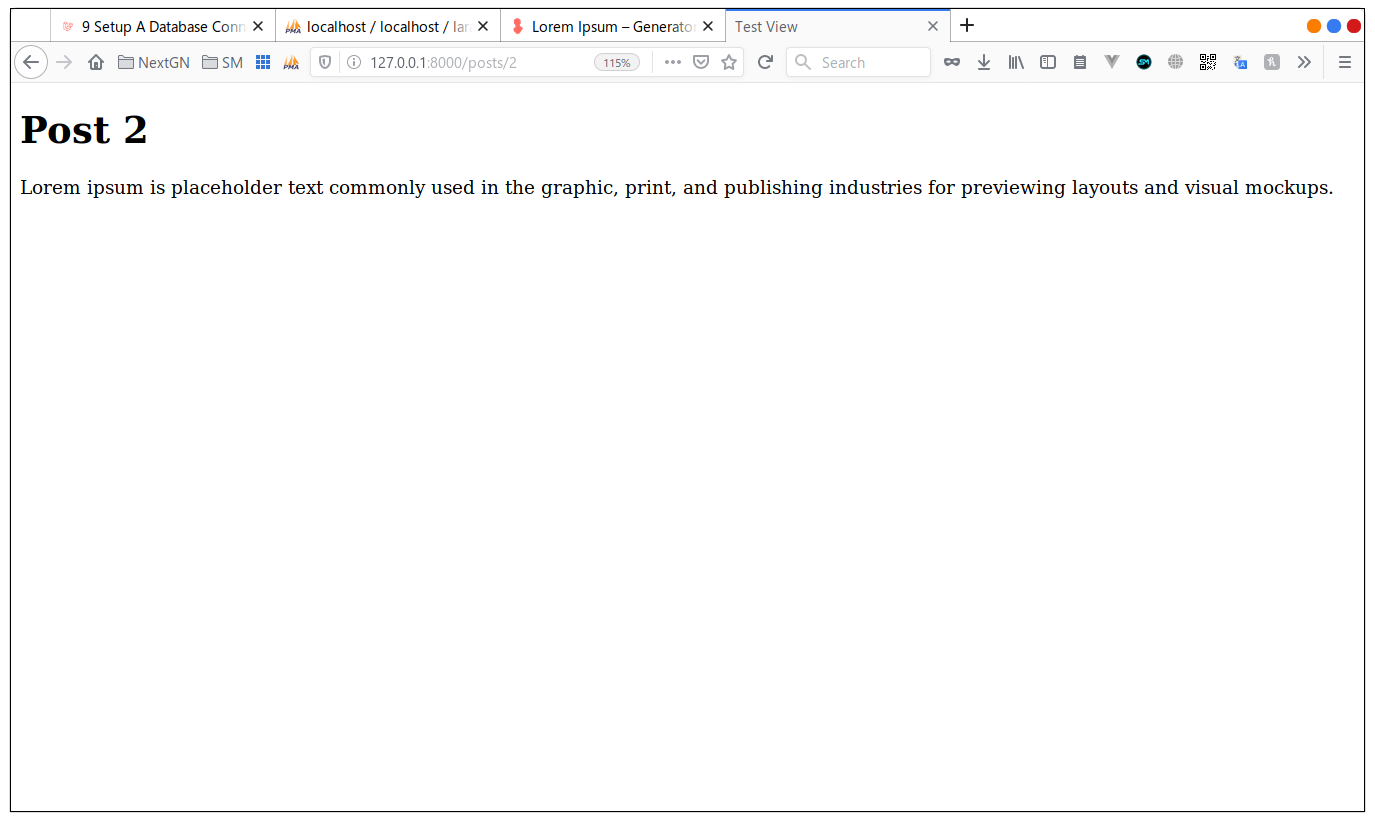 9 Setup A Database Conn
localhost / localhost / lar
Lorem Ipsum – Generator
Test View
NextGN
SM
127.0.0.1:8000/posts/2
115%
Search
Post 2
Lorem ipsum is placeholder text commonly used in the graphic, print, and publishing industries for previewing layouts and visual mockups.